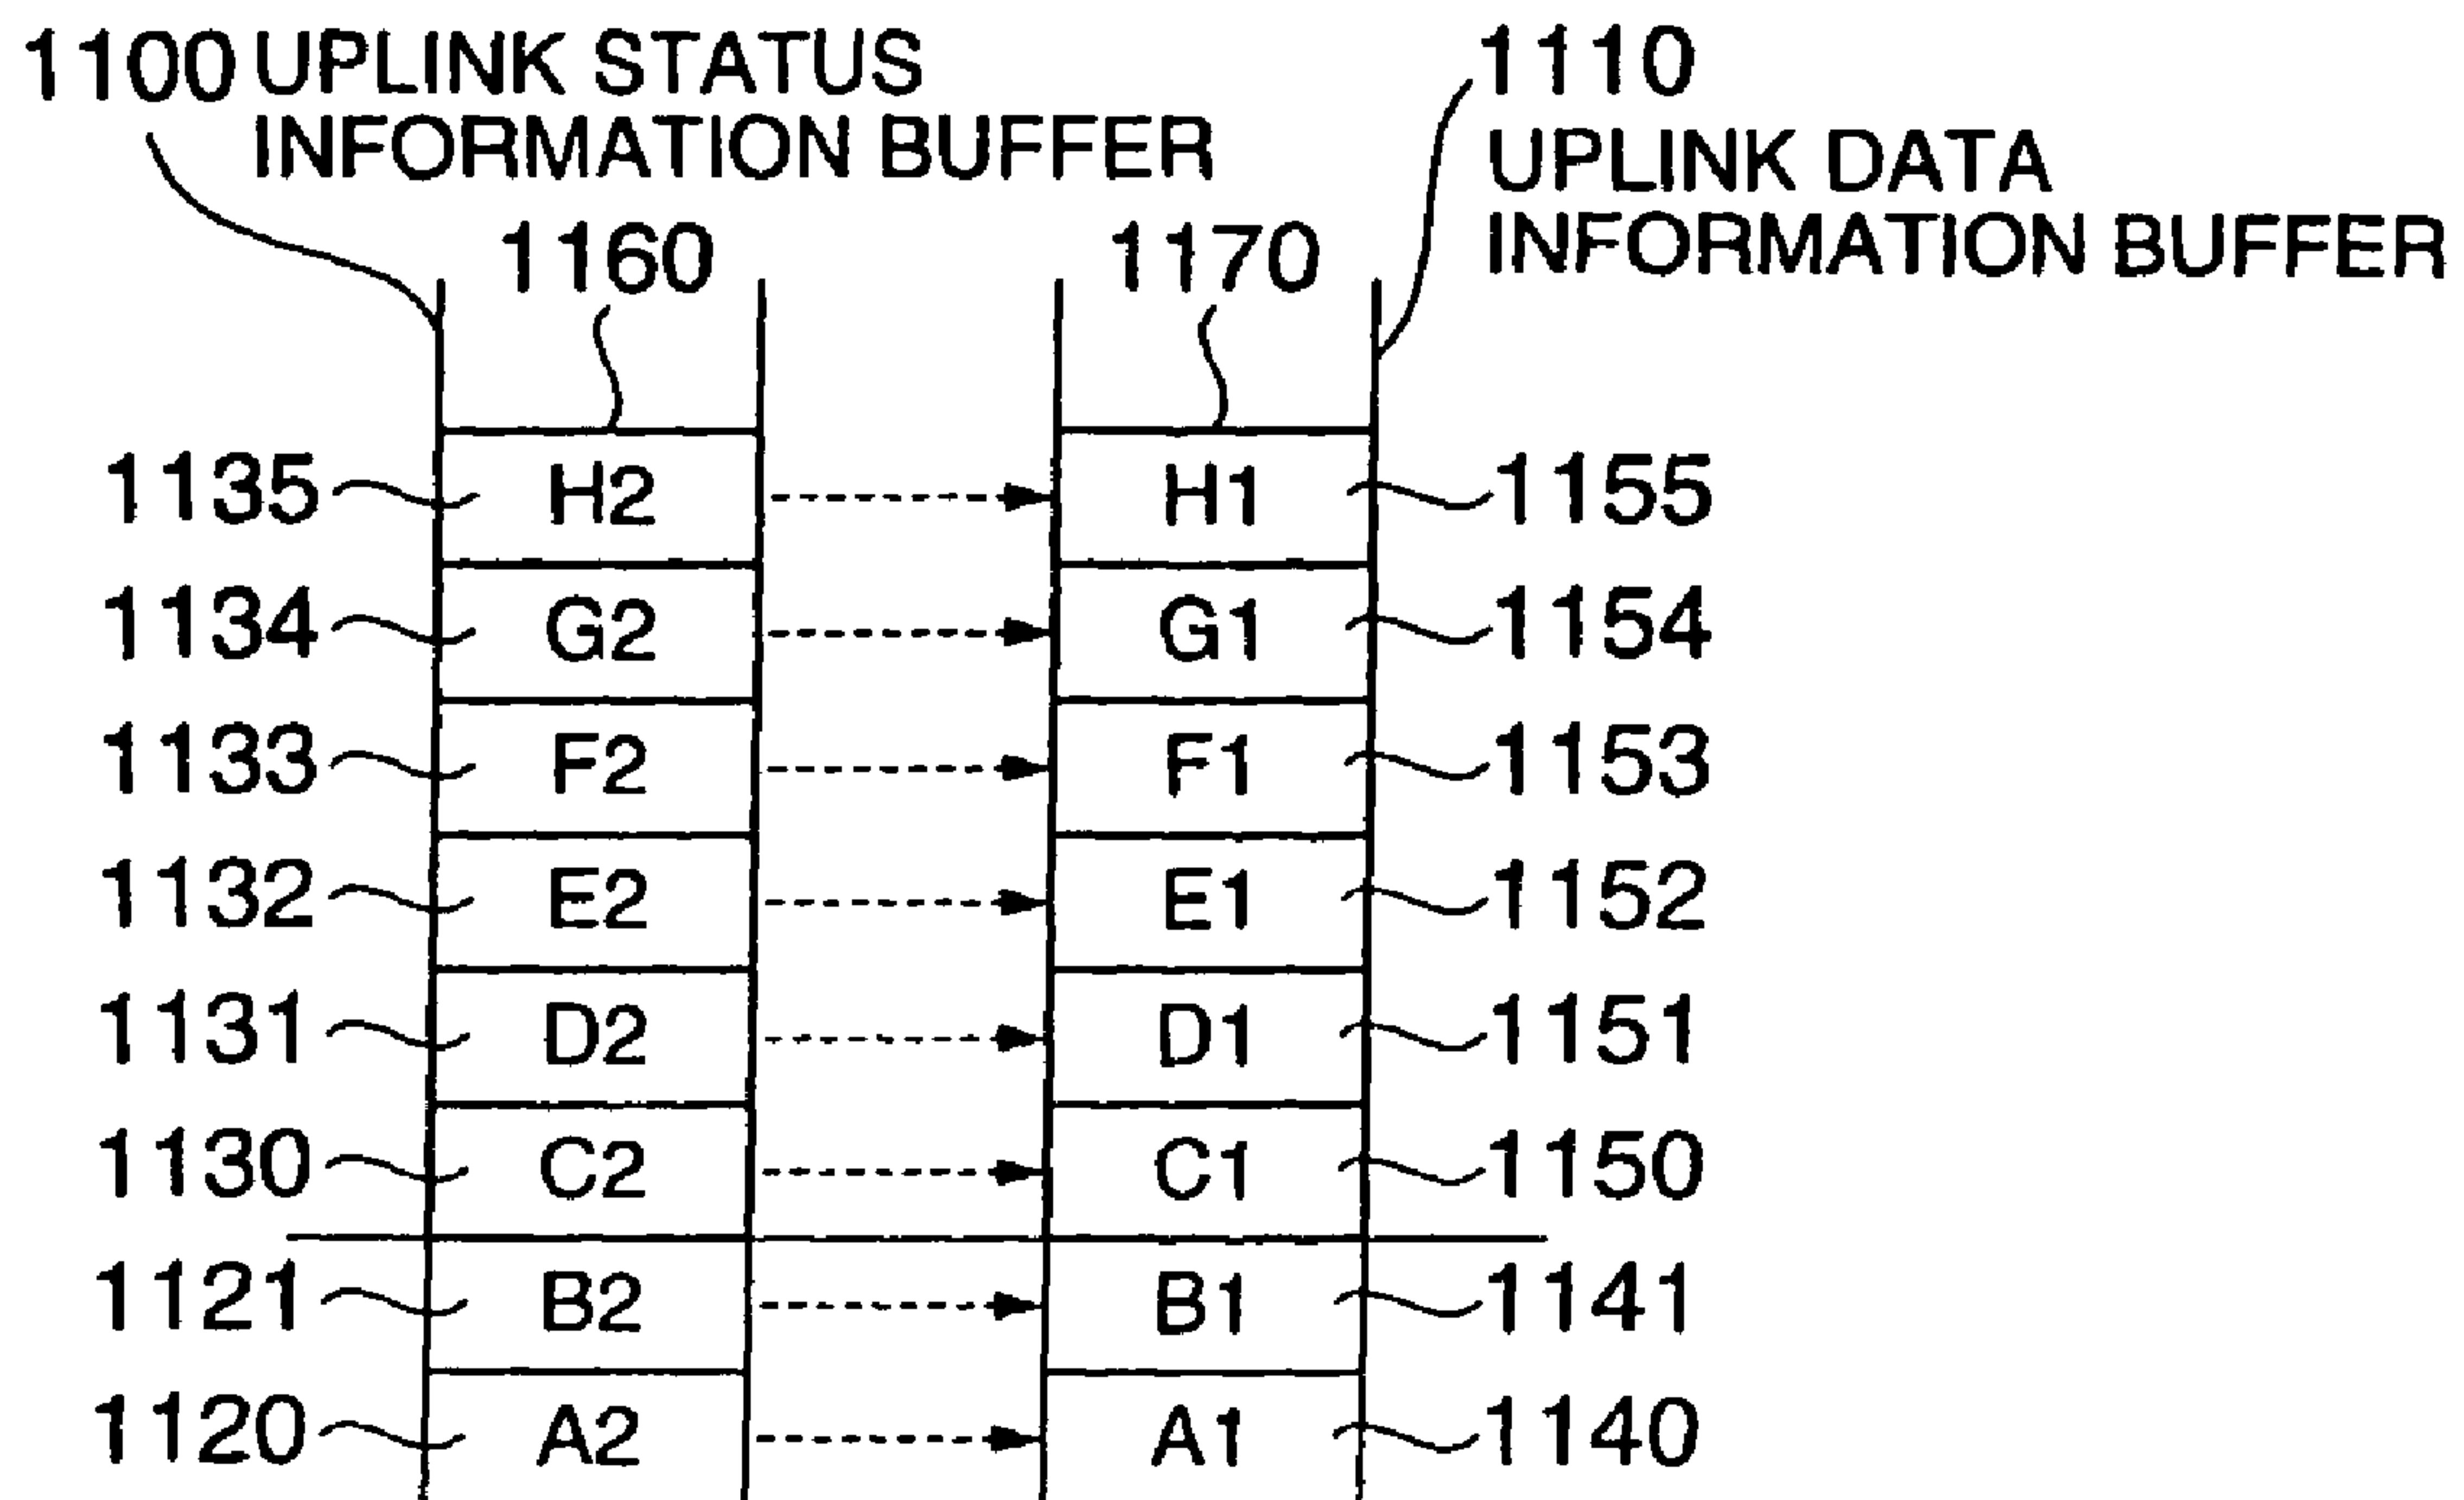 1100 UPLINK STATUS
INFORMATION BUFFER
1110
UPLINK DATA
INFORMATION BUFFER
1160 1170
1135 H2 H1 1155
1134 G2 G1 1154
1133 F2 F1 1153
1132 E2 E1 1152
1131 D2 D1 1151
1130 C2 C1 1150
1121 B2 B1 1141
1120 A2 A1 1140